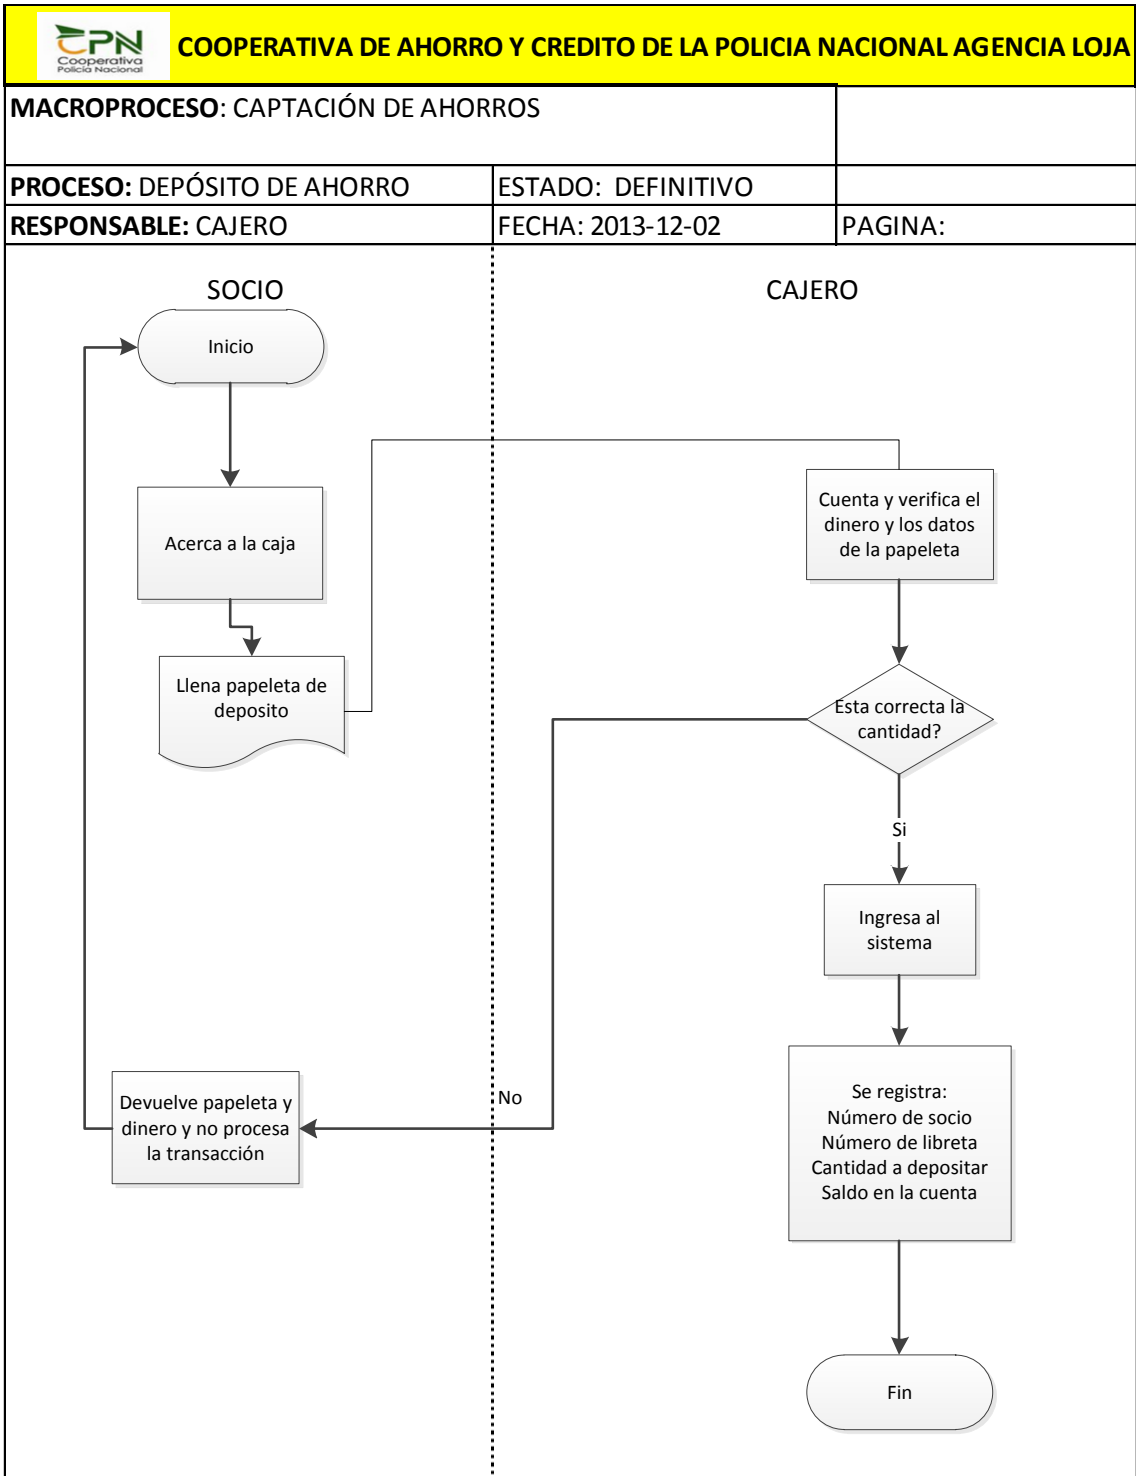 CPN
Cooperativa
Policía Nacional
COOPERATIVA DE AHORRO Y CREDITO DE LA POLICIA NACIONAL AGENCIA LOJA
MACROPROCESO: CAPTACIÓN DE AHORROS
PROCESO: DEPÓSITO DE AHORRO
ESTADO: DEFINITIVO
RESPONSABLE: CAJERO
FECHA: 2013-12-02
PAGINA:
SOCIO
CAJERO
Inicio
Acerca a la caja
Llena papeleta de
deposito
Cuenta y verifica el
dinero y los datos
de la papeleta
Esta correcta la
cantidad?
Si
Ingresa al
sistema
No
Devuelve papeleta y
dinero y no procesa
la transacción
Se registra:
Número de socio
Número de libreta
Cantidad a depositar
Saldo en la cuenta
Fin